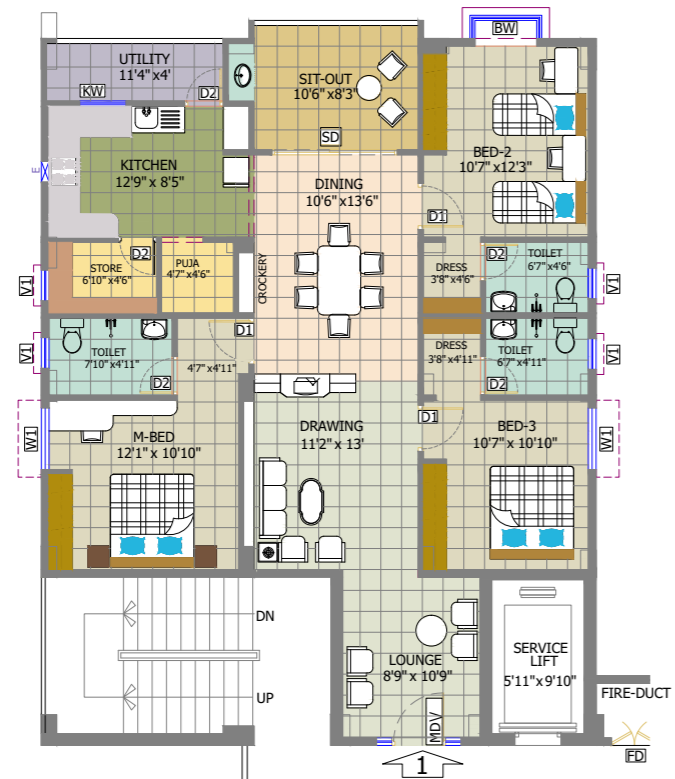 BW
UTILITY
11'4" x4'
KW
D2
SIT-OUT
10'6" x8'3"
SD
BED-2
10'7" x12'3"
E
KITCHEN
12'9" x 8'5"
DINING
10'6" x13'6"
D1
STORE
6'10" x4'6"
D2
PUJA
4'7" x4'6"
CROCKERY
DRESS
3'8" x4'6"
D2
TOILET
6'7" x4'6"
V1
V1
V1
TOILET
7'10" x4'11"
D2
D1
4'7" x4'11"
DRESS
3'8" x4'11"
D2
TOILET
6'7" x4'11"
V1
W1
M-BED
12'1" x 10'10"
DRAWING
11'2" x 13'
D1
BED-3
10'7" x 10'10"
W1
DN
UP
LOUNGE
8'9" x 10'9"
MDV
SERVICE
LIFT
5'11"x9'10"
FIRE-DUCT
FD
1